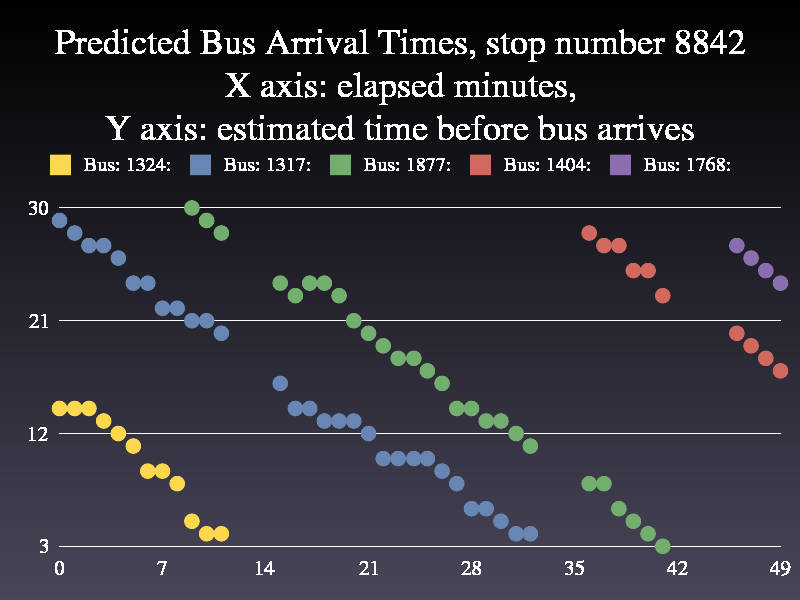 Predicted Bus Arrival Times, stop number 8842
X axis: elapsed minutes,
Y axis: estimated time before bus arrives
Bus: 1324: Bus: 1317: Bus: 1877: Bus: 1404: Bus: 1768:
30
21
12
3
0 7 14 21 28 35 42 49